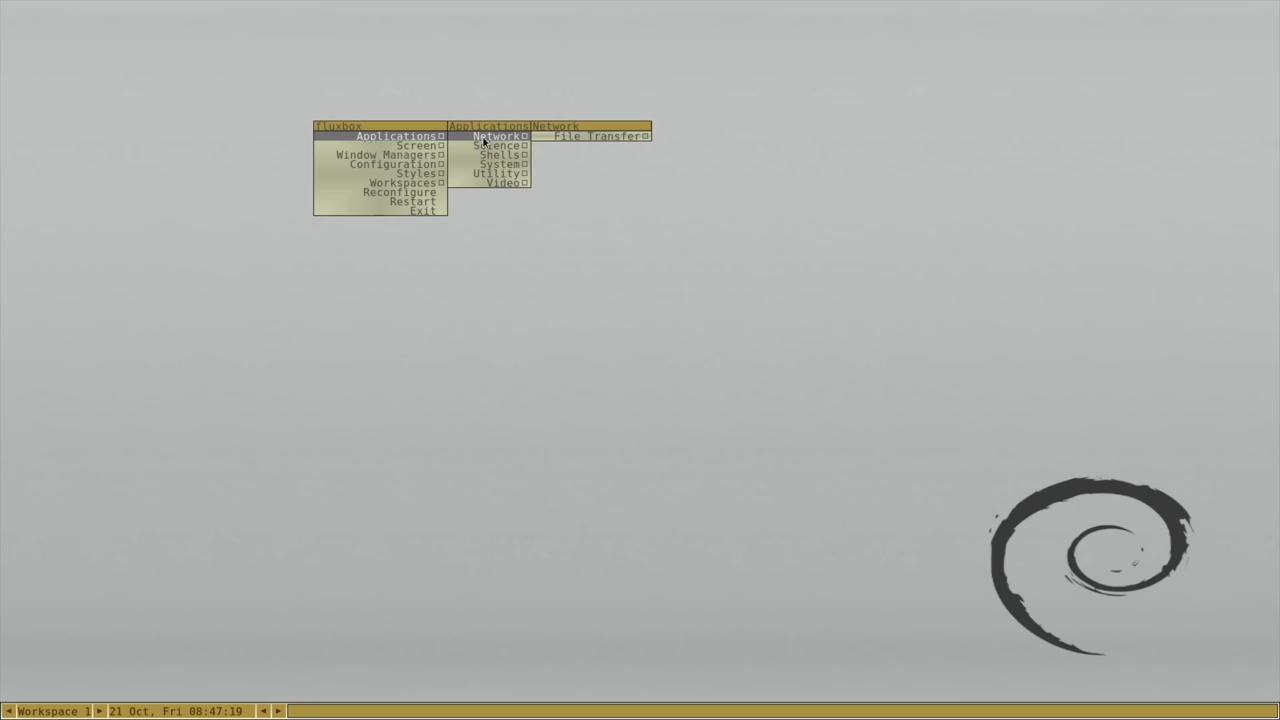 fluxbox
Applications
Screen
Window Managers
Configuration
Styles
Workspaces
Reconfigure
Restart
Exit
Applications
Network
Science
Shells
System
Utility
Video
Network
File Transfer
Workspace 1 21 Oct, Fri 08:47:19